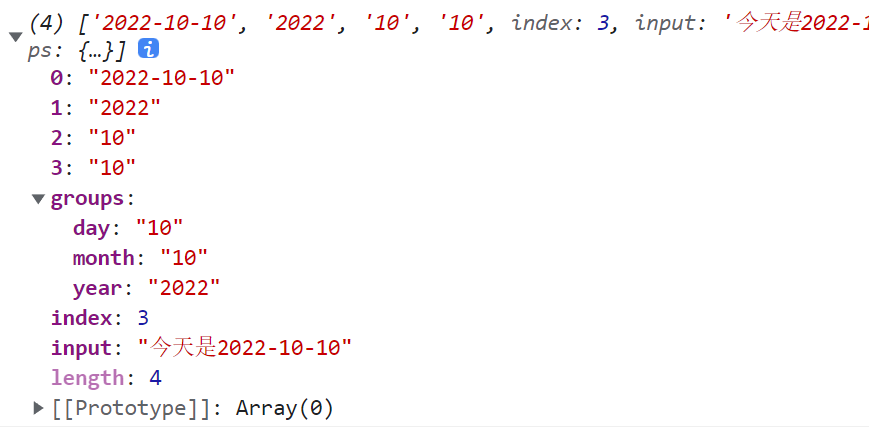 (4) ['2022-10-10', '2022', '10', '10', index: 3, input: '今天是2022-1
ps: {…}] i
0: "2022-10-10"
1: "2022"
2: "10"
3: "10"
groups:
day: "10"
month: "10"
year: "2022"
index: 3
input: "今天是2022-10-10"
length: 4
[[Prototype]]: Array(0)